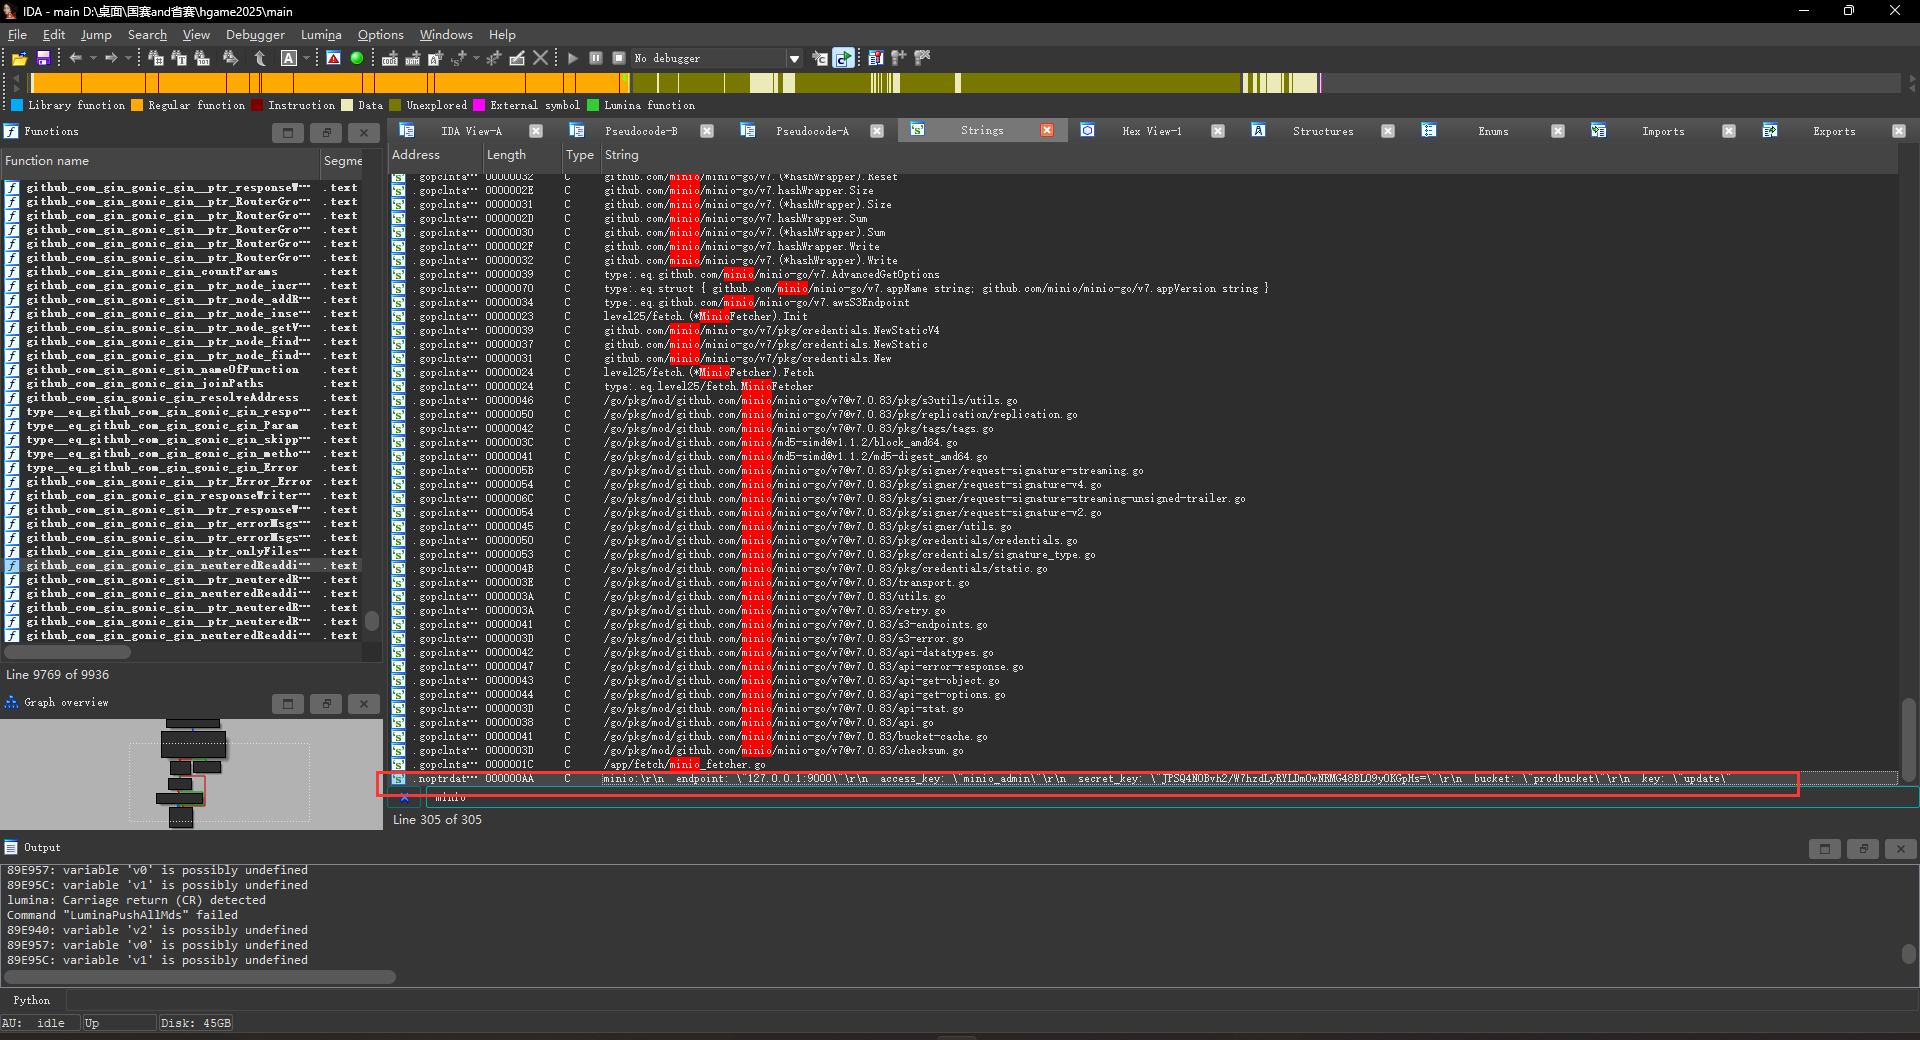 IDA - main D:\桌面\国赛and省赛\hgame2025\main
File Edit Jump Search View Debugger Lumina Options Windows Help
No debugger
Library function Regular function Instruction Data Unexplored External symbol Lumina function
Functions
IDA View-A Pseudocode-B Pseudocode-A Strings Hex View-1 Structures Enums Imports Exports
Function name Segme
github_com_gin_gonic_gin__ptr_responseW··· .text
github_com_gin_gonic_gin__ptr_RouterGro··· .text
github_com_gin_gonic_gin__ptr_RouterGro··· .text
github_com_gin_gonic_gin__ptr_RouterGro··· .text
github_com_gin_gonic_gin__ptr_RouterGro··· .text
github_com_gin_gonic_gin__ptr_RouterGro··· .text
github_com_gin_gonic_gin_countParams .text
github_com_gin_gonic_gin__ptr_node_incr··· .text
github_com_gin_gonic_gin__ptr_node_addR··· .text
github_com_gin_gonic_gin__ptr_node_inse··· .text
github_com_gin_gonic_gin__ptr_node_getV··· .text
github_com_gin_gonic_gin__ptr_node_find··· .text
github_com_gin_gonic_gin__ptr_node_find··· .text
github_com_gin_gonic_gin_nameOfFunction .text
github_com_gin_gonic_gin_joinPaths .text
github_com_gin_gonic_gin_resolveAddress .text
type__eq_github_com_gin_gonic_gin_respo··· .text
type__eq_github_com_gin_gonic_gin_Param .text
type__eq_github_com_gin_gonic_gin_skipp··· .text
type__eq_github_com_gin_gonic_gin_metho··· .text
type__eq_github_com_gin_gonic_gin_Error .text
github_com_gin_gonic_gin__ptr_Error_Error .text
github_com_gin_gonic_gin_responseWriter··· .text
github_com_gin_gonic_gin__ptr_responseW··· .text
github_com_gin_gonic_gin__ptr_errorMsgs··· .text
github_com_gin_gonic_gin__ptr_errorMsgs··· .text
github_com_gin_gonic_gin__ptr_onlyFiles··· .text
github_com_gin_gonic_gin_neuteredReaddi··· .text
github_com_gin_gonic_gin__ptr_neuteredR··· .text
github_com_gin_gonic_gin_neuteredReaddi··· .text
github_com_gin_gonic_gin__ptr_neuteredR··· .text
github_com_gin_gonic_gin__ptr_neuteredR··· .text
github_com_gin_gonic_gin_neuteredReaddi··· .text
Line 9769 of 9936
Graph overview
Address Length Type String
.gopclnta··· 00000032 C github.com/minio/minio-go/v7.(*hashWrapper).Reset
.gopclnta··· 0000002E C github.com/minio/minio-go/v7.hashWrapper.Size
.gopclnta··· 00000031 C github.com/minio/minio-go/v7.(*hashWrapper).Size
.gopclnta··· 0000002D C github.com/minio/minio-go/v7.hashWrapper.Sum
.gopclnta··· 00000030 C github.com/minio/minio-go/v7.(*hashWrapper).Sum
.gopclnta··· 0000002F C github.com/minio/minio-go/v7.hashWrapper.Write
.gopclnta··· 00000032 C github.com/minio/minio-go/v7.(*hashWrapper).Write
.gopclnta··· 00000039 C type:.eq.github.com/minio/minio-go/v7.AdvancedGetOptions
.gopclnta··· 00000070 C type:.eq.struct { github.com/minio/minio-go/v7.appName string; github.com/minio/minio-go/v7.appVersion string }
.gopclnta··· 00000034 C type:.eq.github.com/minio/minio-go/v7.awsS3Endpoint
.gopclnta··· 00000023 C level25/fetch.(*MinioFetcher).Init
.gopclnta··· 00000039 C github.com/minio/minio-go/v7/pkg/credentials.NewStaticV4
.gopclnta··· 00000037 C github.com/minio/minio-go/v7/pkg/credentials.NewStatic
.gopclnta··· 00000031 C github.com/minio/minio-go/v7/pkg/credentials.New
.gopclnta··· 00000024 C level25/fetch.(*MinioFetcher).Fetch
.gopclnta··· 00000024 C type:.eq.level25/fetch.MinioFetcher
.gopclnta··· 00000046 C /go/pkg/mod/github.com/minio/minio-go/v7@v7.0.83/pkg/s3utils/utils.go
.gopclnta··· 00000050 C /go/pkg/mod/github.com/minio/minio-go/v7@v7.0.83/pkg/replication/replication.go
.gopclnta··· 00000042 C /go/pkg/mod/github.com/minio/minio-go/v7@v7.0.83/pkg/tags/tags.go
.gopclnta··· 0000003C C /go/pkg/mod/github.com/minio/md5-simd@v1.1.2/block_amd64.go
.gopclnta··· 00000041 C /go/pkg/mod/github.com/minio/md5-simd@v1.1.2/md5-digest_amd64.go
.gopclnta··· 0000005B C /go/pkg/mod/github.com/minio/minio-go/v7@v7.0.83/pkg/signer/request-signature-streaming.go
.gopclnta··· 00000054 C /go/pkg/mod/github.com/minio/minio-go/v7@v7.0.83/pkg/signer/request-signature-v4.go
.gopclnta··· 0000006C C /go/pkg/mod/github.com/minio/minio-go/v7@v7.0.83/pkg/signer/request-signature-streaming-unsigned-trailer.go
.gopclnta··· 00000054 C /go/pkg/mod/github.com/minio/minio-go/v7@v7.0.83/pkg/signer/request-signature-v2.go
.gopclnta··· 00000045 C /go/pkg/mod/github.com/minio/minio-go/v7@v7.0.83/pkg/signer/utils.go
.gopclnta··· 00000050 C /go/pkg/mod/github.com/minio/minio-go/v7@v7.0.83/pkg/credentials/credentials.go
.gopclnta··· 00000053 C /go/pkg/mod/github.com/minio/minio-go/v7@v7.0.83/pkg/credentials/signature_type.go
.gopclnta··· 0000004B C /go/pkg/mod/github.com/minio/minio-go/v7@v7.0.83/pkg/credentials/static.go
.gopclnta··· 0000003E C /go/pkg/mod/github.com/minio/minio-go/v7@v7.0.83/transport.go
.gopclnta··· 0000003A C /go/pkg/mod/github.com/minio/minio-go/v7@v7.0.83/utils.go
.gopclnta··· 0000003A C /go/pkg/mod/github.com/minio/minio-go/v7@v7.0.83/retry.go
.gopclnta··· 00000041 C /go/pkg/mod/github.com/minio/minio-go/v7@v7.0.83/s3-endpoints.go
.gopclnta··· 0000003D C /go/pkg/mod/github.com/minio/minio-go/v7@v7.0.83/s3-error.go
.gopclnta··· 00000042 C /go/pkg/mod/github.com/minio/minio-go/v7@v7.0.83/api-datatypes.go
.gopclnta··· 00000047 C /go/pkg/mod/github.com/minio/minio-go/v7@v7.0.83/api-error-response.go
.gopclnta··· 00000043 C /go/pkg/mod/github.com/minio/minio-go/v7@v7.0.83/api-get-object.go
.gopclnta··· 00000044 C /go/pkg/mod/github.com/minio/minio-go/v7@v7.0.83/api-get-options.go
.gopclnta··· 0000003D C /go/pkg/mod/github.com/minio/minio-go/v7@v7.0.83/api-stat.go
.gopclnta··· 00000038 C /go/pkg/mod/github.com/minio/minio-go/v7@v7.0.83/api.go
.gopclnta··· 00000041 C /go/pkg/mod/github.com/minio/minio-go/v7@v7.0.83/bucket-cache.go
.gopclnta··· 0000003D C /go/pkg/mod/github.com/minio/minio-go/v7@v7.0.83/checksum.go
.gopclnta··· 0000001C C /app/fetch/minio_fetcher.go
.noptrdat··· 000000AA C minio:\r\n endpoint: \"127.0.0.1:9000\"\r\n access_key: \"minio_admin\"\r\n secret_key: \"JPSQ4NOBvh2/W7hzdLyRYLDmOwNRMG48BL09yOKGpHs=\"\r\n bucket: \"prodbucket\"\r\n key: \"update\"
minio
Line 305 of 305
Output
89E957: variable 'v0' is possibly undefined
89E95C: variable 'v1' is possibly undefined
lumina: Carriage return (CR) detected
Command "LuminaPushAllMds" failed
89E940: variable 'v2' is possibly undefined
89E957: variable 'v0' is possibly undefined
89E95C: variable 'v1' is possibly undefined
Python
AU: idle Up Disk: 45GB